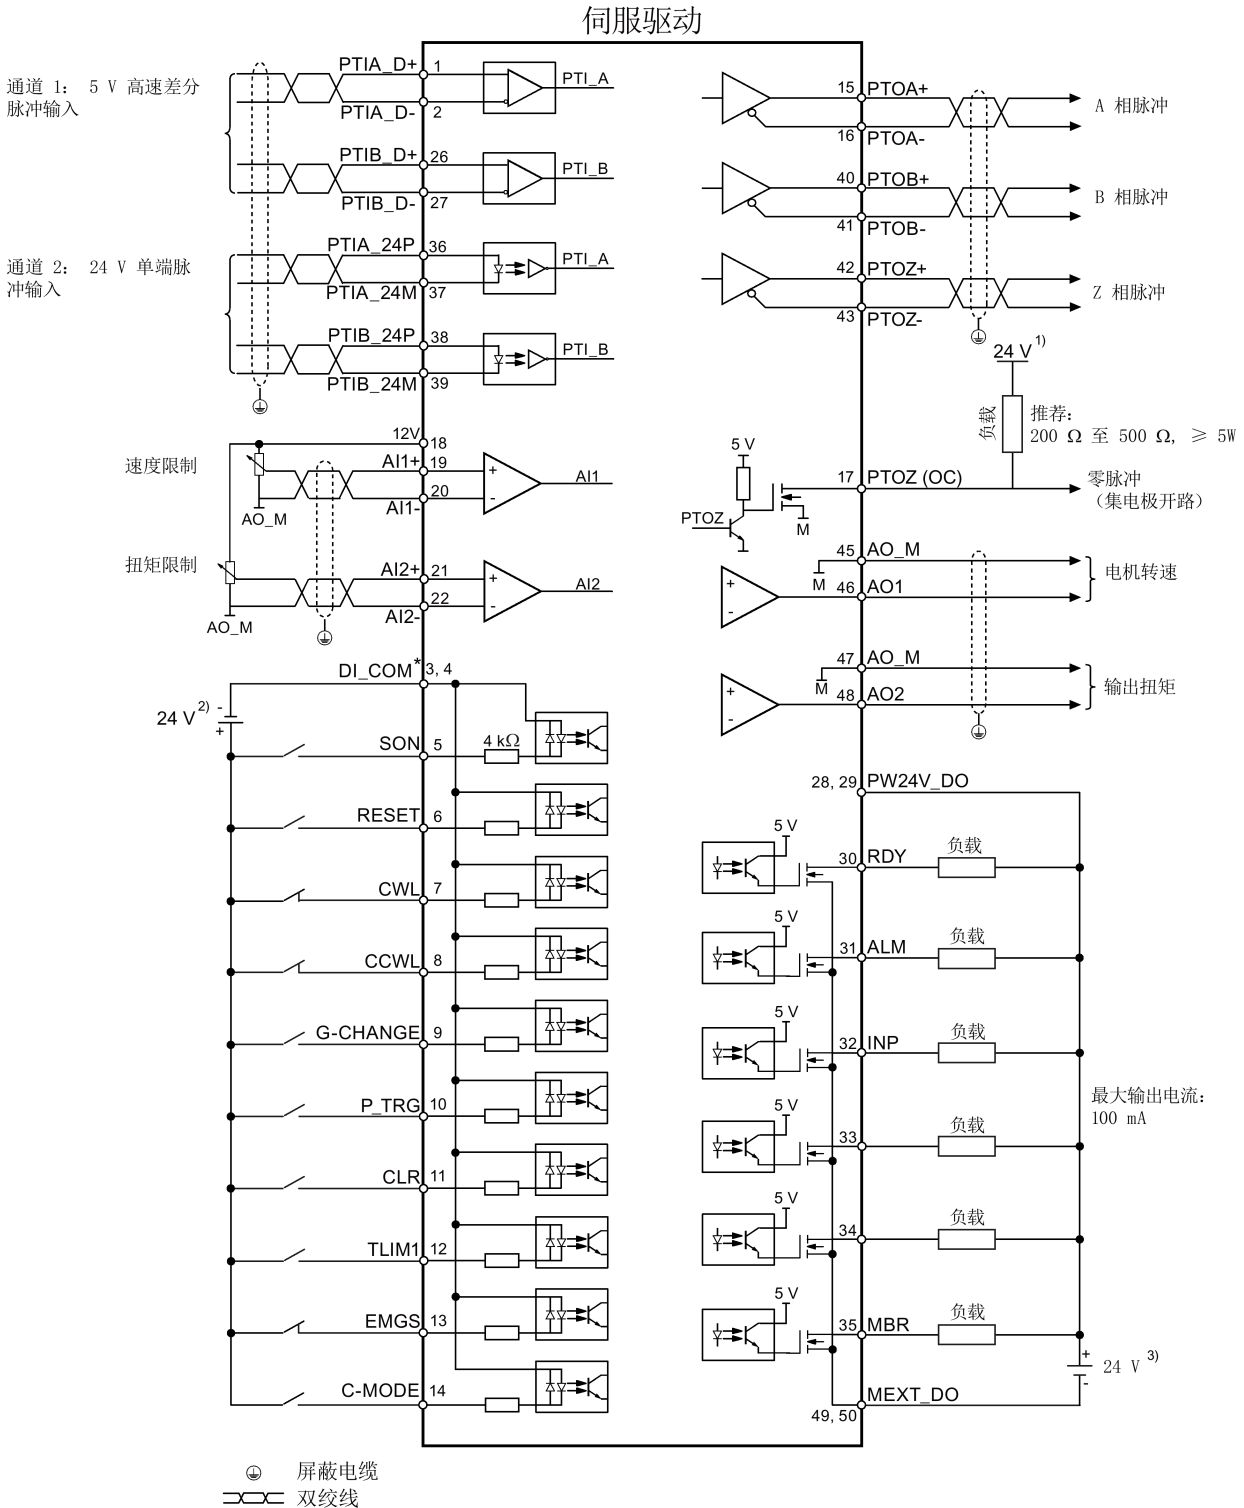 伺服驱动
通道 1： 5 V 高速差分
脉冲输入
PTIA_D+
1
PTI_A
PTIA_D-
2
PTIB_D+
26
PTI_B
PTIB_D-
27
通道 2： 24 V 单端脉
冲输入
PTIA_24P
36
PTI_A
PTIA_24M
37
PTIB_24P
38
PTI_B
PTIB_24M
39
速度限制
12V
18
AI1+
19
+
AI1
20
-
AI1-
AO_M
扭矩限制
AI2+
21
+
AI2
22
-
AI2-
AO_M
DI_COM*
3, 4
24 V 2)
-
+
SON
5
4 kΩ
RESET
6
CWL
7
CCWL
8
G-CHANGE
9
P_TRG
10
CLR
11
TLIM1
12
EMGS
13
C-MODE
14
15
PTOA+
A 相脉冲
16
PTOA-
40
PTOB+
B 相脉冲
41
PTOB-
42
PTOZ+
Z 相脉冲
43
PTOZ-
24 V 1)
负载
推荐：
200 Ω 至 500 Ω, ≥ 5W
5 V
17
PTOZ (OC)
零脉冲
（集电极开路）
PTOZ
M
45
AO_M
M
电机转速
+
-
46
AO1
47
AO_M
M
输出扭矩
+
-
48
AO2
28, 29
PW24V_DO
5 V
30
RDY
负载
5 V
31
ALM
负载
5 V
32
INP
负载
最大输出电流：
100 mA
5 V
33
负载
5 V
34
负载
5 V
35
MBR
负载
+
24 V 3)
-
MEXT_DO
49, 50
屏蔽电缆
双绞线